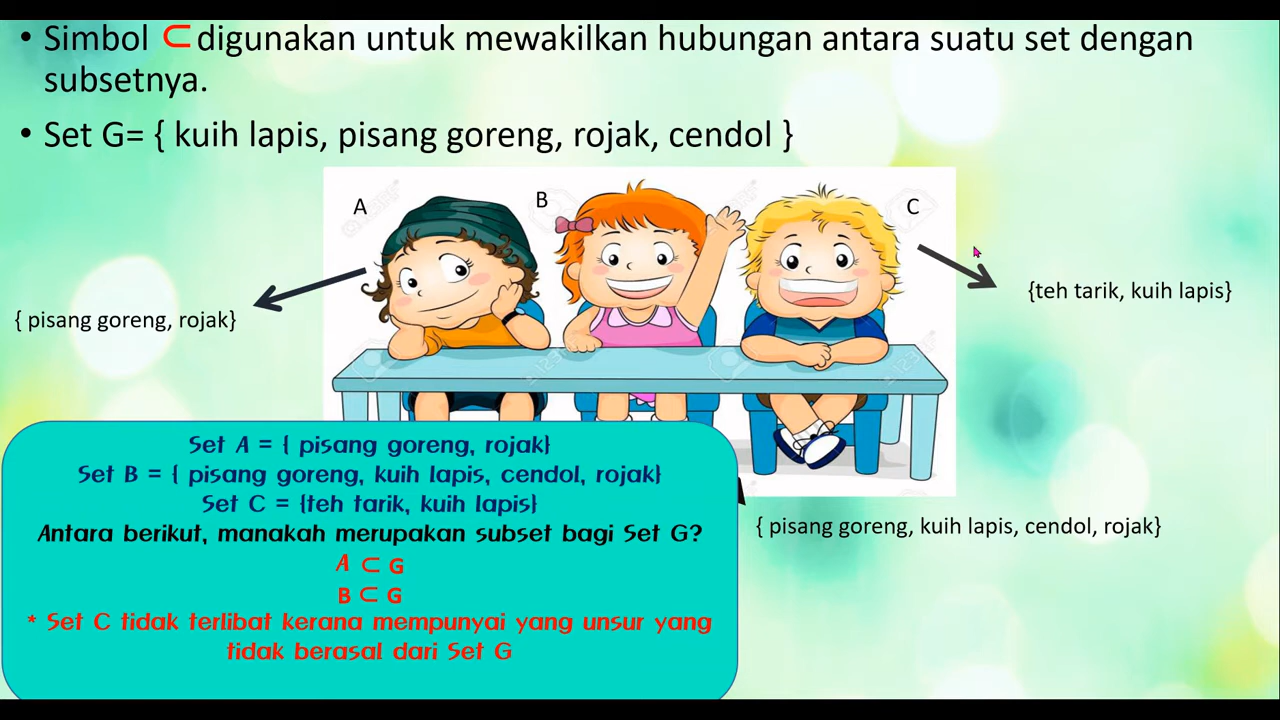 • Simbol ⊂ digunakan untuk mewakilkan hubungan antara suatu set dengan
subsetnya.
• Set G= { kuih lapis, pisang goreng, rojak, cendol }
A
B
C
{ pisang goreng, rojak}
{teh tarik, kuih lapis}
{ pisang goreng, kuih lapis, cendol, rojak}
Set A = { pisang goreng, rojak}
Set B = { pisang goreng, kuih lapis, cendol, rojak}
Set C = {teh tarik, kuih lapis}
Antara berikut, manakah merupakan subset bagi Set G?
A ⊂ G
B ⊂ G
* Set C tidak terlibat kerana mempunyai yang unsur yang
tidak berasal dari Set G